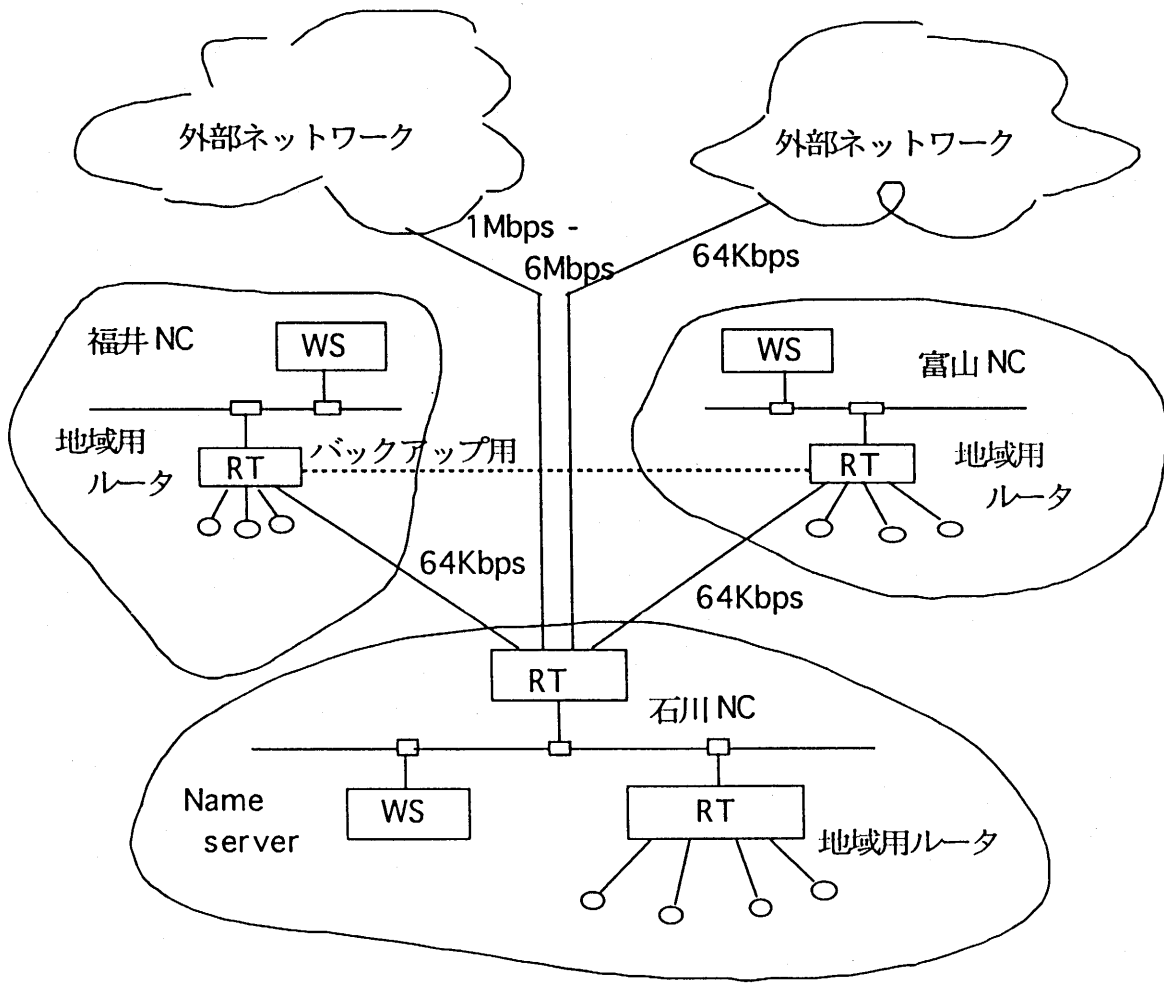 外部ネットワーク
外部ネットワーク
1Mbps -
6Mbps
64Kbps
福井 NC
WS
地域用
ルータ
RT
バックアップ用
WS
富山 NC
RT
地域用
ルータ
64Kbps
64Kbps
RT
石川 NC
Name
server
WS
RT
地域用ルータ